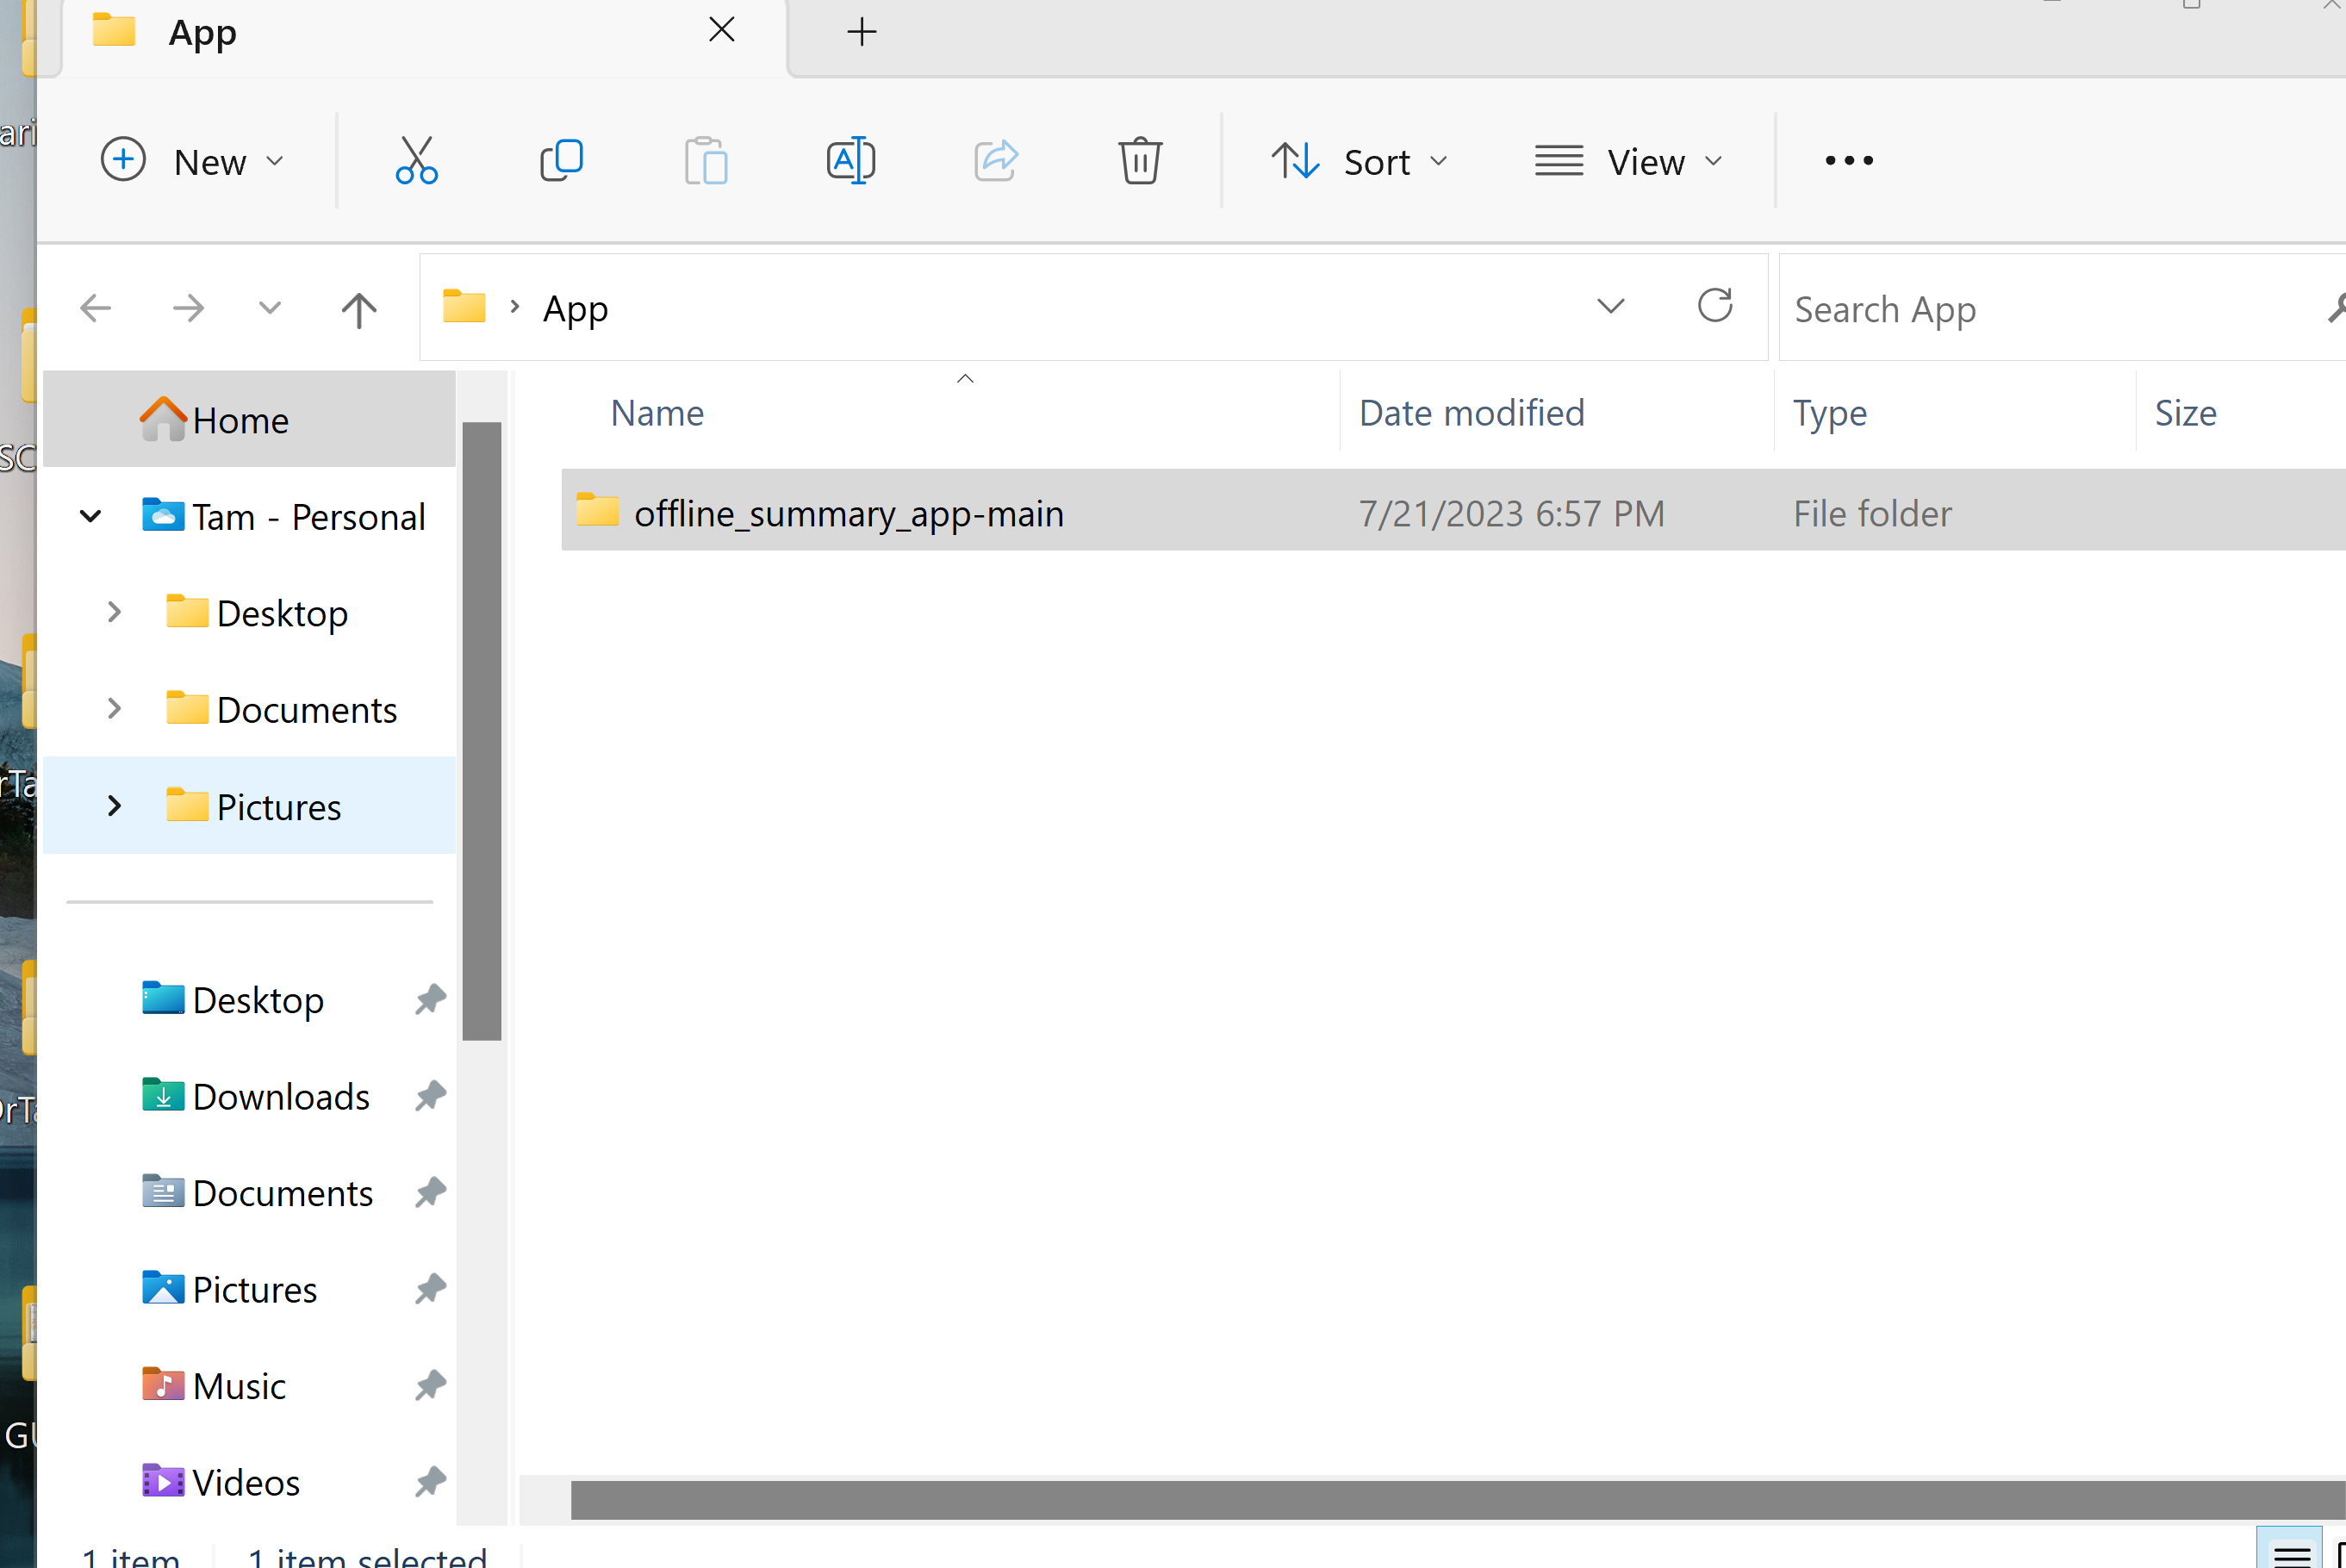 App
New
Sort
View
App
Search App
Name
Date modified
Type
Size
Home
Tam - Personal
Desktop
Documents
Pictures
offline_summary_app-main
7/21/2023 6:57 PM
File folder
Desktop
Downloads
Documents
Pictures
Music
Videos
1 item
1 item selected